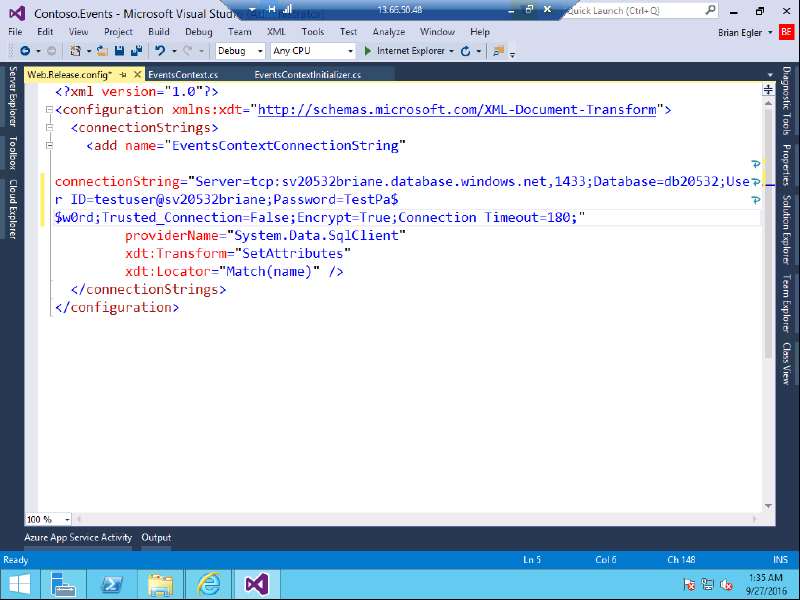 Contoso.Events - Microsoft Visual Stud
13.66.50.48
Quick Launch (Ctrl+Q)
File Edit View Project Build Debug Team XML Tools Test Analyze Window Help
Brian Egler
BE
Debug Any CPU Internet Explorer
Web.Release.config* EventsContext.cs EventsContextInitializer.cs
Server Explorer
Toolbox
Cloud Explorer
<?xml version="1.0"?>
<configuration xmlns:xdt="http://schemas.microsoft.com/XML-Document-Transform">
<connectionStrings>
<add name="EventsContextConnectionString"
connectionString="Server=tcp:sv20532briane.database.windows.net,1433;Database=db20532;Use
r ID=testuser@sv20532briane;Password=TestPa$
$w0rd;Trusted_Connection=False;Encrypt=True;Connection Timeout=180;"
providerName="System.Data.SqlClient"
xdt:Transform="SetAttributes"
xdt:Locator="Match(name)" />
</connectionStrings>
</configuration>
Diagnostic Tools
Properties
Solution Explorer
Team Explorer
Class View
100 %
Azure App Service Activity Output
Ready Ln 5 Col 6 Ch 148 INS
1:35 AM
9/27/2016